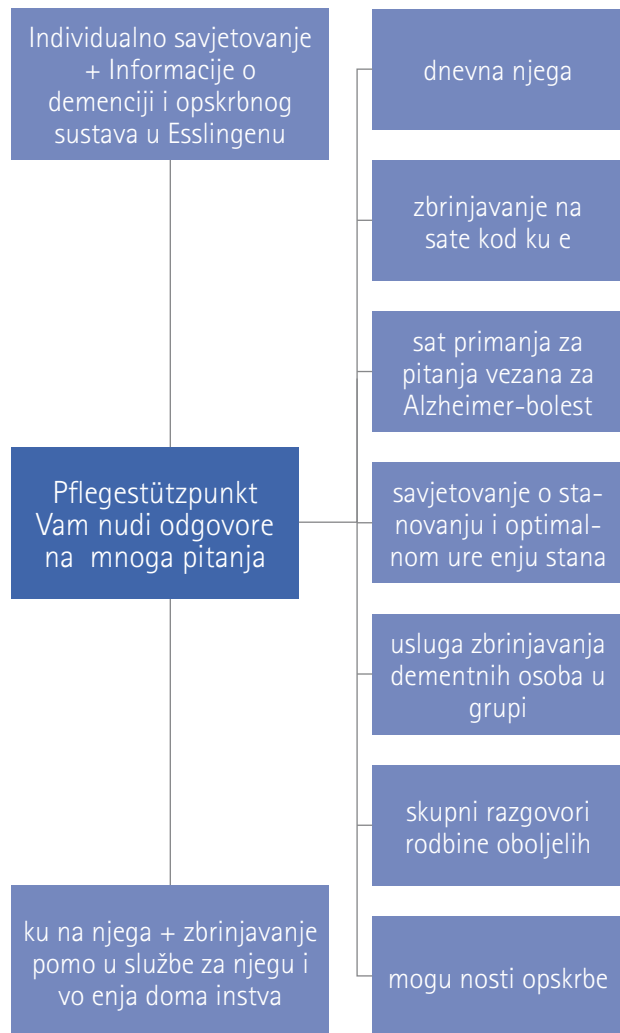 Individualno savjetovanje
+ Informacije o
demenciji i opskrbnog
sustava u Esslingenu
Pflegestützpunkt
Vam nudi odgovore
na mnoga pitanja
ku na njega + zbrinjavanje
pomo u službe za njegu i
vo enja doma instva
dnevna njega
zbrinjavanje na
sate kod ku e
sat primanja za
pitanja vezana za
Alzheimer-bolest
savjetovanje o sta-
novanju i optimal-
nom ure enju stana
usluga zbrinjavanja
dementnih osoba u
grupi
skupni razgovori
rodbine oboljelih
mogu nosti opskrbe